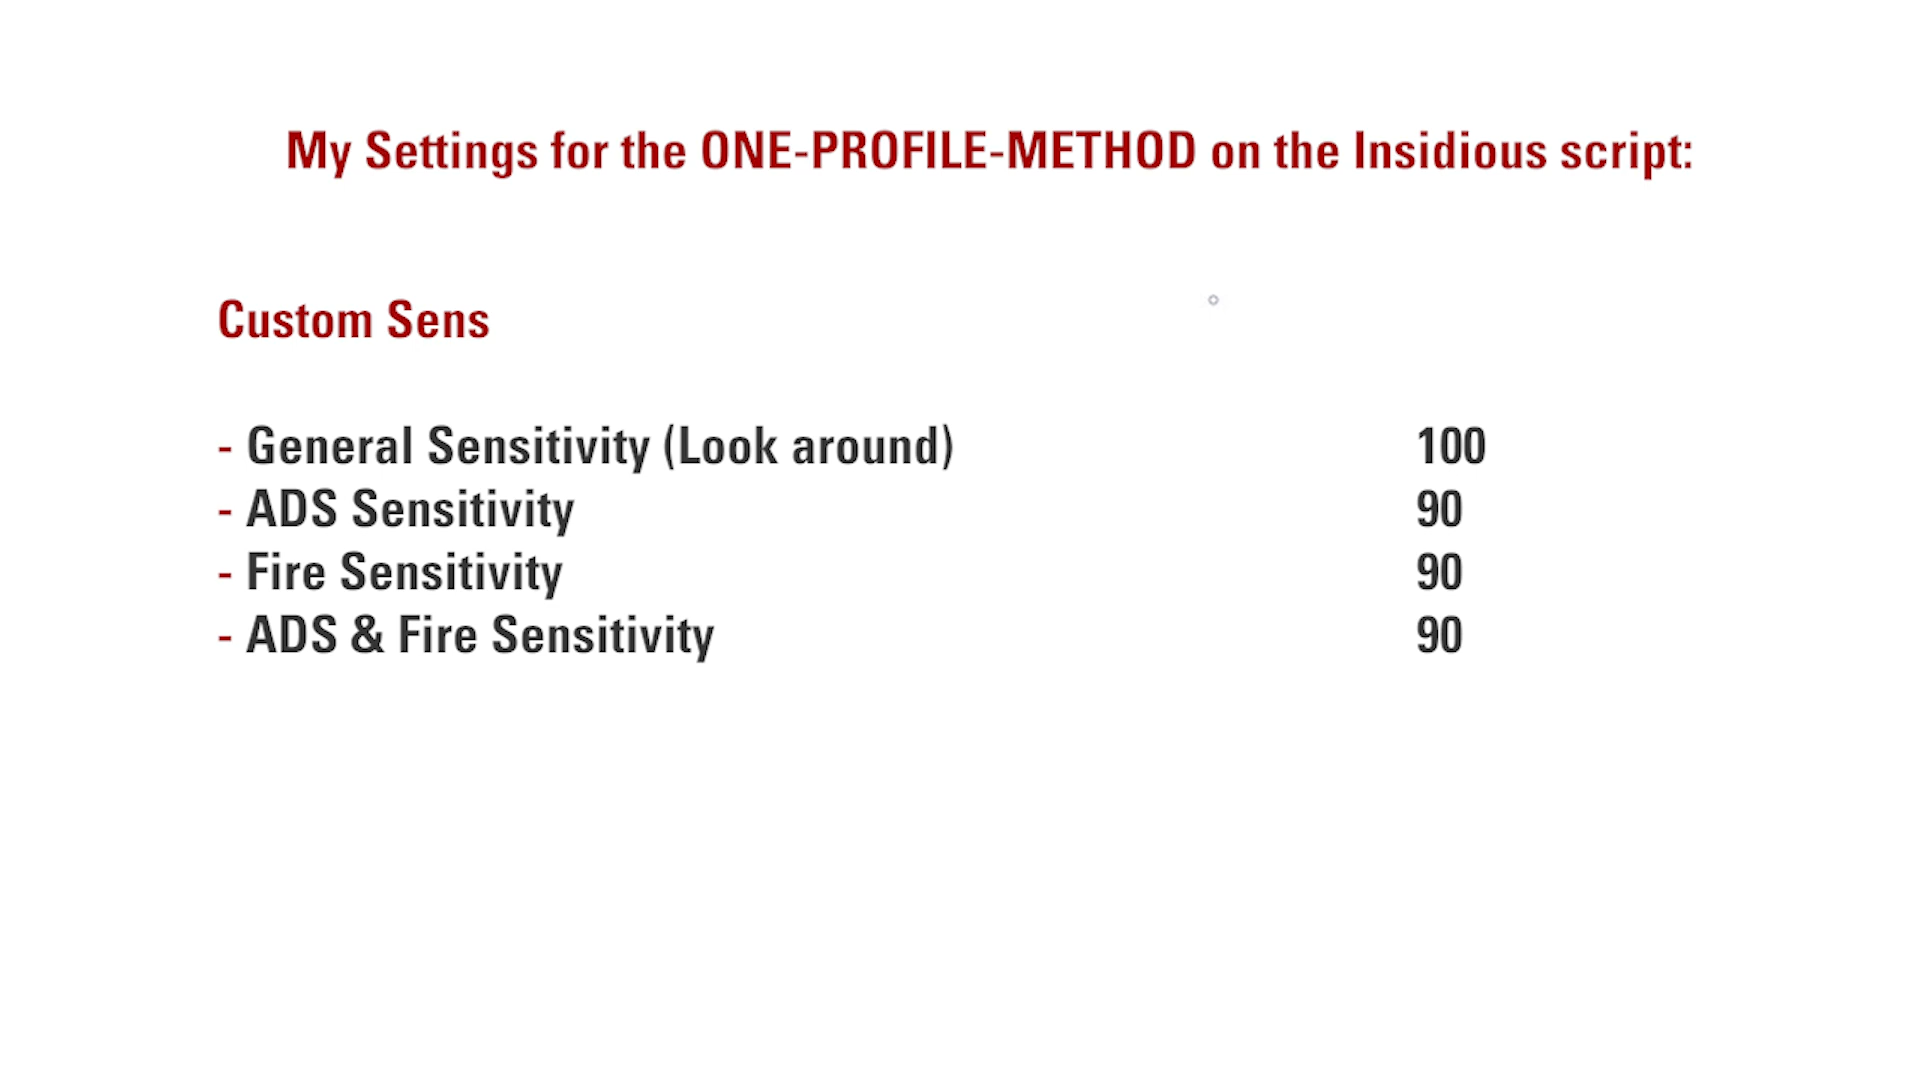 My Settings for the ONE-PROFILE-METHOD on the Insidious script:
Custom Sens
- General Sensitivity (Look around) 100
- ADS Sensitivity 90
- Fire Sensitivity 90
- ADS & Fire Sensitivity 90